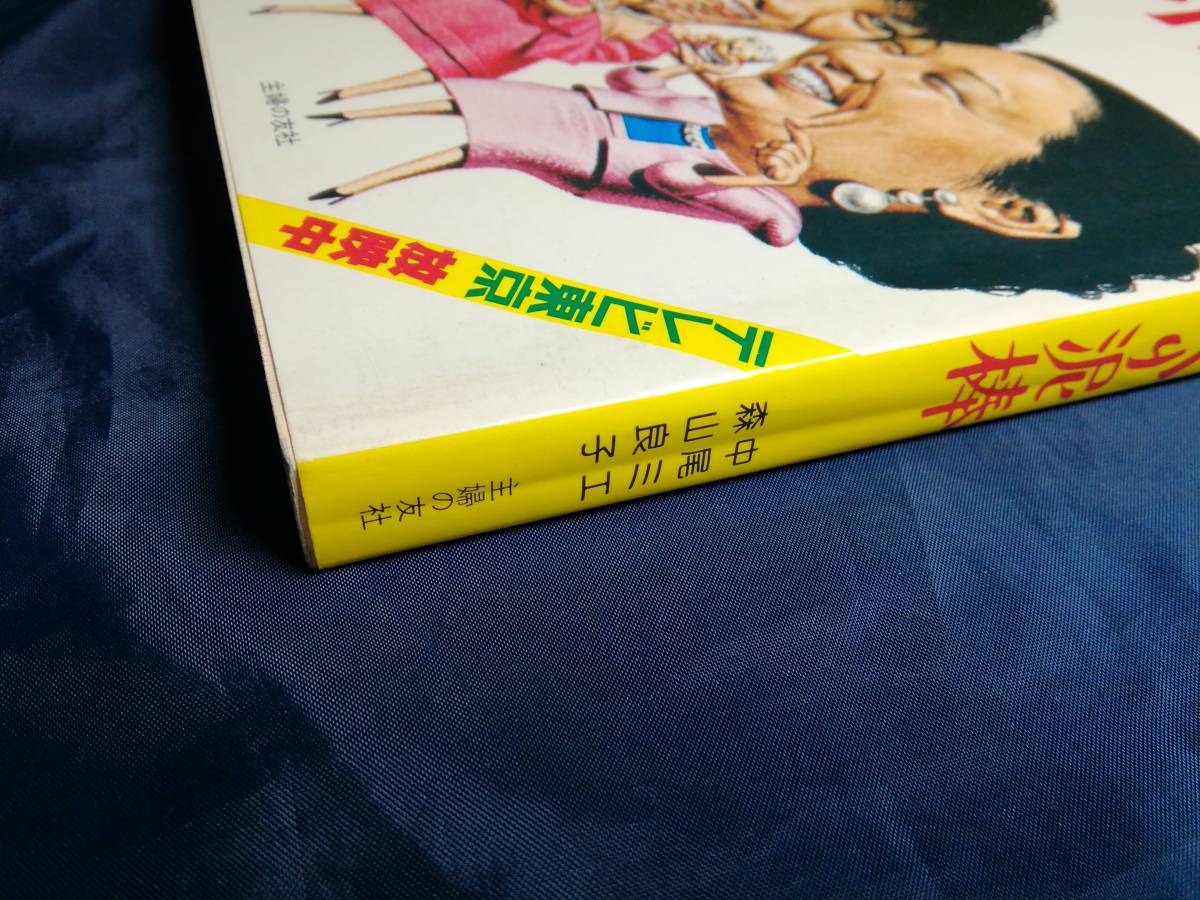 主婦の友社
テレビ東京
放映中
泥棒
中尾ミエ
森山良子
主婦の友社